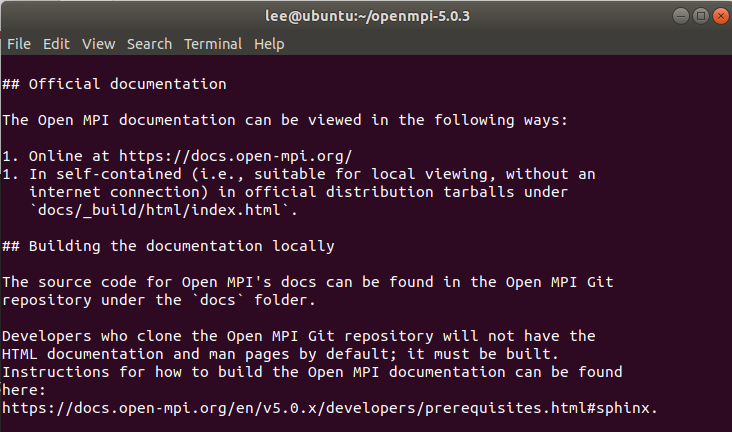 lee@ubuntu:~/openmpi-5.0.3
File Edit View Search Terminal Help
## Official documentation
The Open MPI documentation can be viewed in the following ways:
1. Online at https://docs.open-mpi.org/
1. In self-contained (i.e., suitable for local viewing, without an
internet connection) in official distribution tarballs under
`docs/_build/html/index.html`.
## Building the documentation locally
The source code for Open MPI's docs can be found in the Open MPI Git
repository under the `docs` folder.
Developers who clone the Open MPI Git repository will not have the
HTML documentation and man pages by default; it must be built.
Instructions for how to build the Open MPI documentation can be found
here:
https://docs.open-mpi.org/en/v5.0.x/developers/prerequisites.html#sphinx.